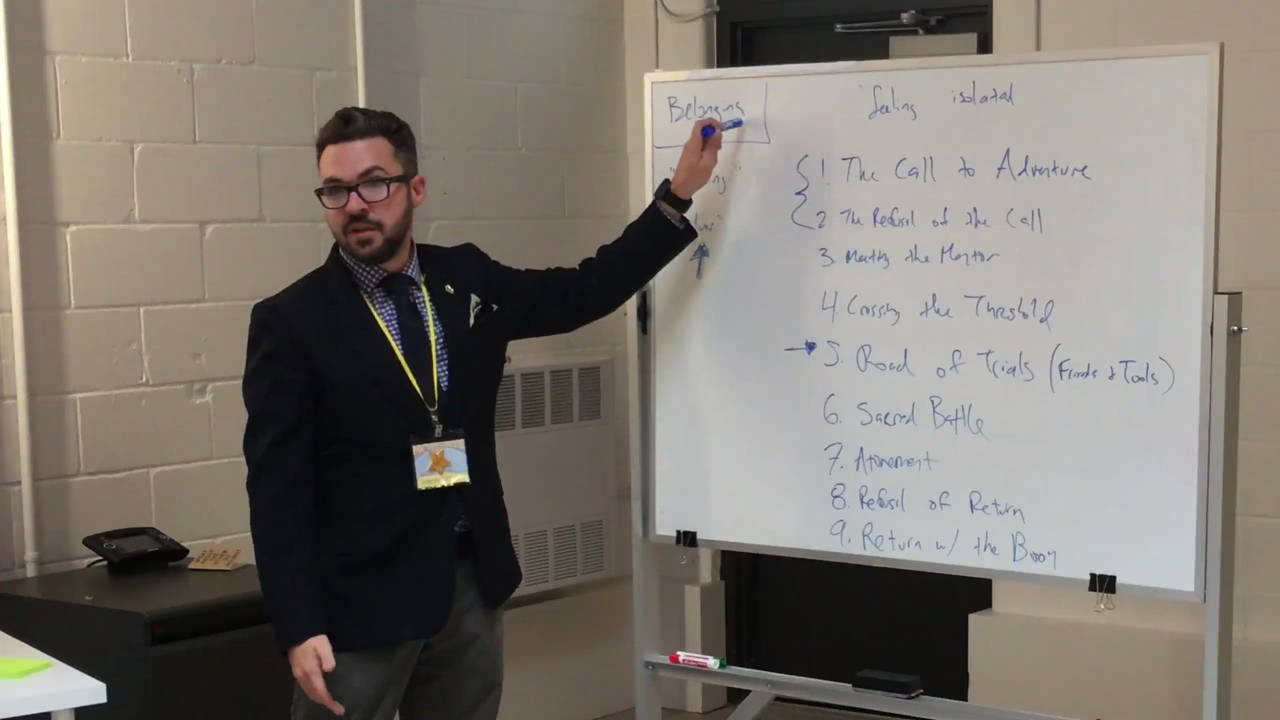 Belonging
feeling isolated
1. The Call to Adventure
2 The Refusil of the Call
3 Meeting the Mentor
4 Crossing the Threshold
5. Road of Trials (Friends & Tools)
6. Sacred Battle
7. Atonement
8. Refusil of Return
9. Return w/ the Boon